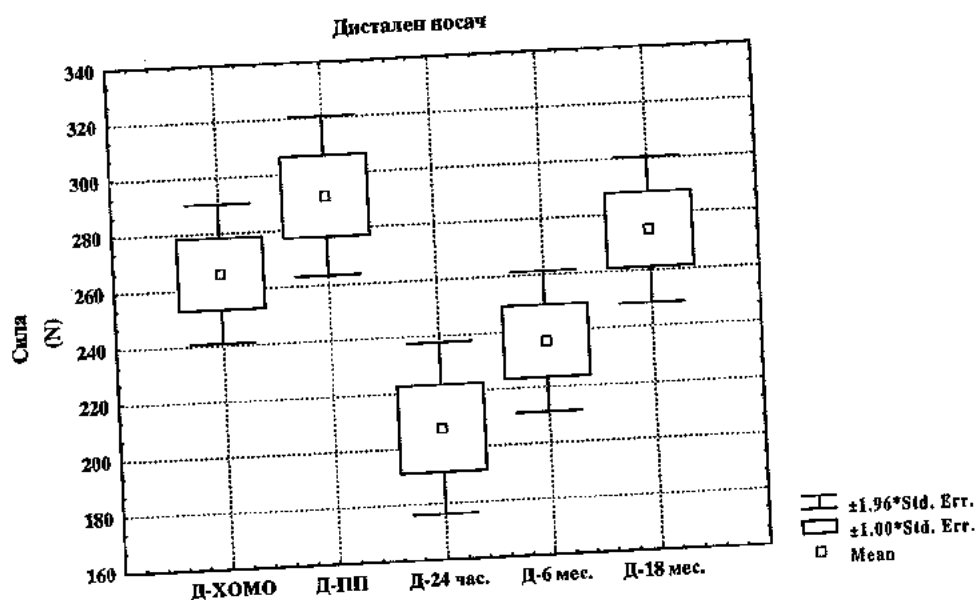 Дистален носач
340
320
300
280
260
240
220
200
180
160
Сила
(N)
Д-ХОМО Д-ПП Д-24 час. Д-6 мес. Д-18 мес.
±1.96*Std. Err.
±1.00*Std. Err.
Mean